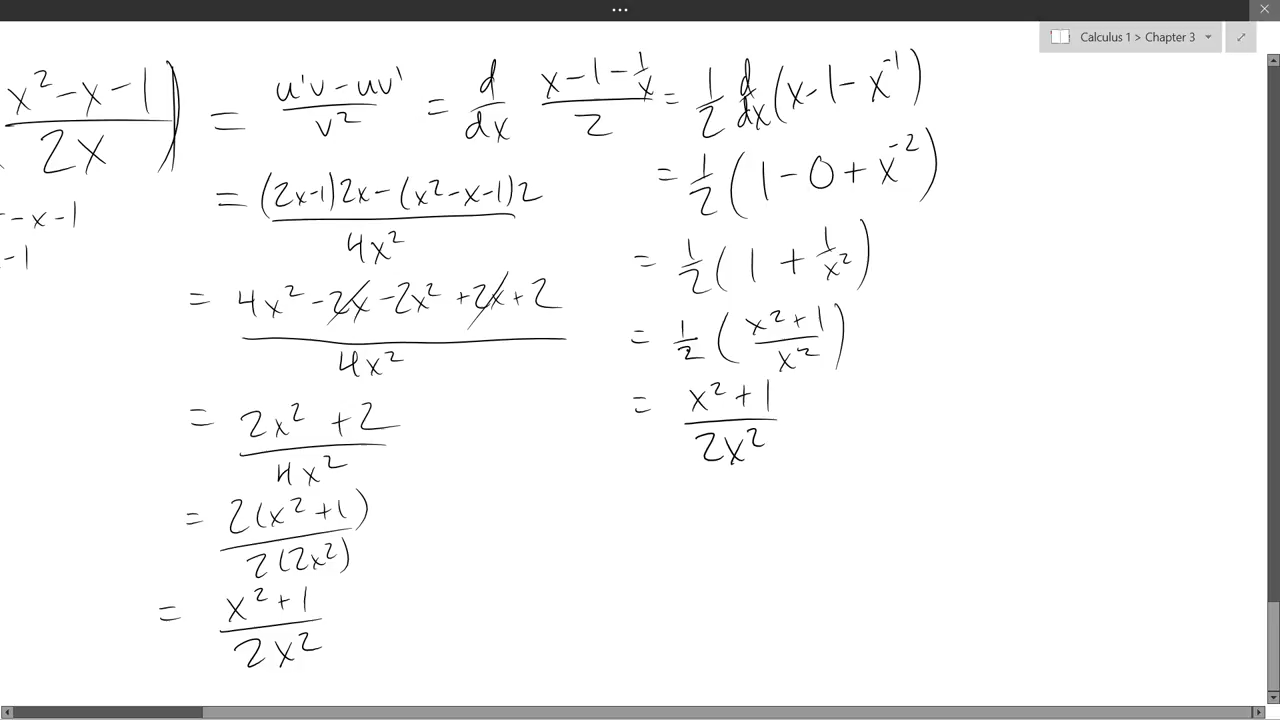 Calculus 1 > Chapter 3
(x² - x - 1)/(2x)) = (u'v - uv')/v² = d/dx (x - 1 - 1/x)/2 = 1/2 d/dx (x - 1 - x⁻¹)
- x - 1
- 1
= ((2x-1)2x - (x² - x - 1)2)/(4x²)
= (4x² - 2x - 2x² + 2x + 2)/(4x²)
= (2x² + 2)/(4x²)
= (2(x² + 1))/(2(2x²))
= (x² + 1)/(2x²)
= 1/2 (1 - 0 + x⁻²)
= 1/2 (1 + 1/x²)
= 1/2 ((x² + 1)/x²)
= (x² + 1)/(2x²)